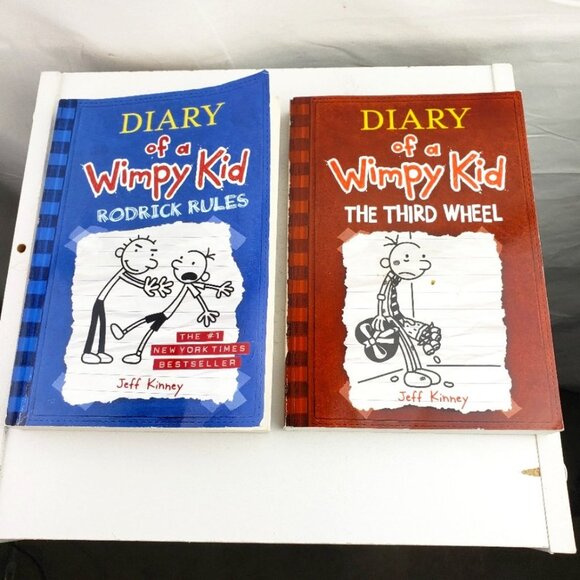 DIARY
of a
Wimpy Kid
RODRICK RULES
THE #1
NEW YORK TIMES
BESTSELLER
Jeff Kinney
DIARY
of a
Wimpy Kid
THE THIRD WHEEL
Jeff Kinney